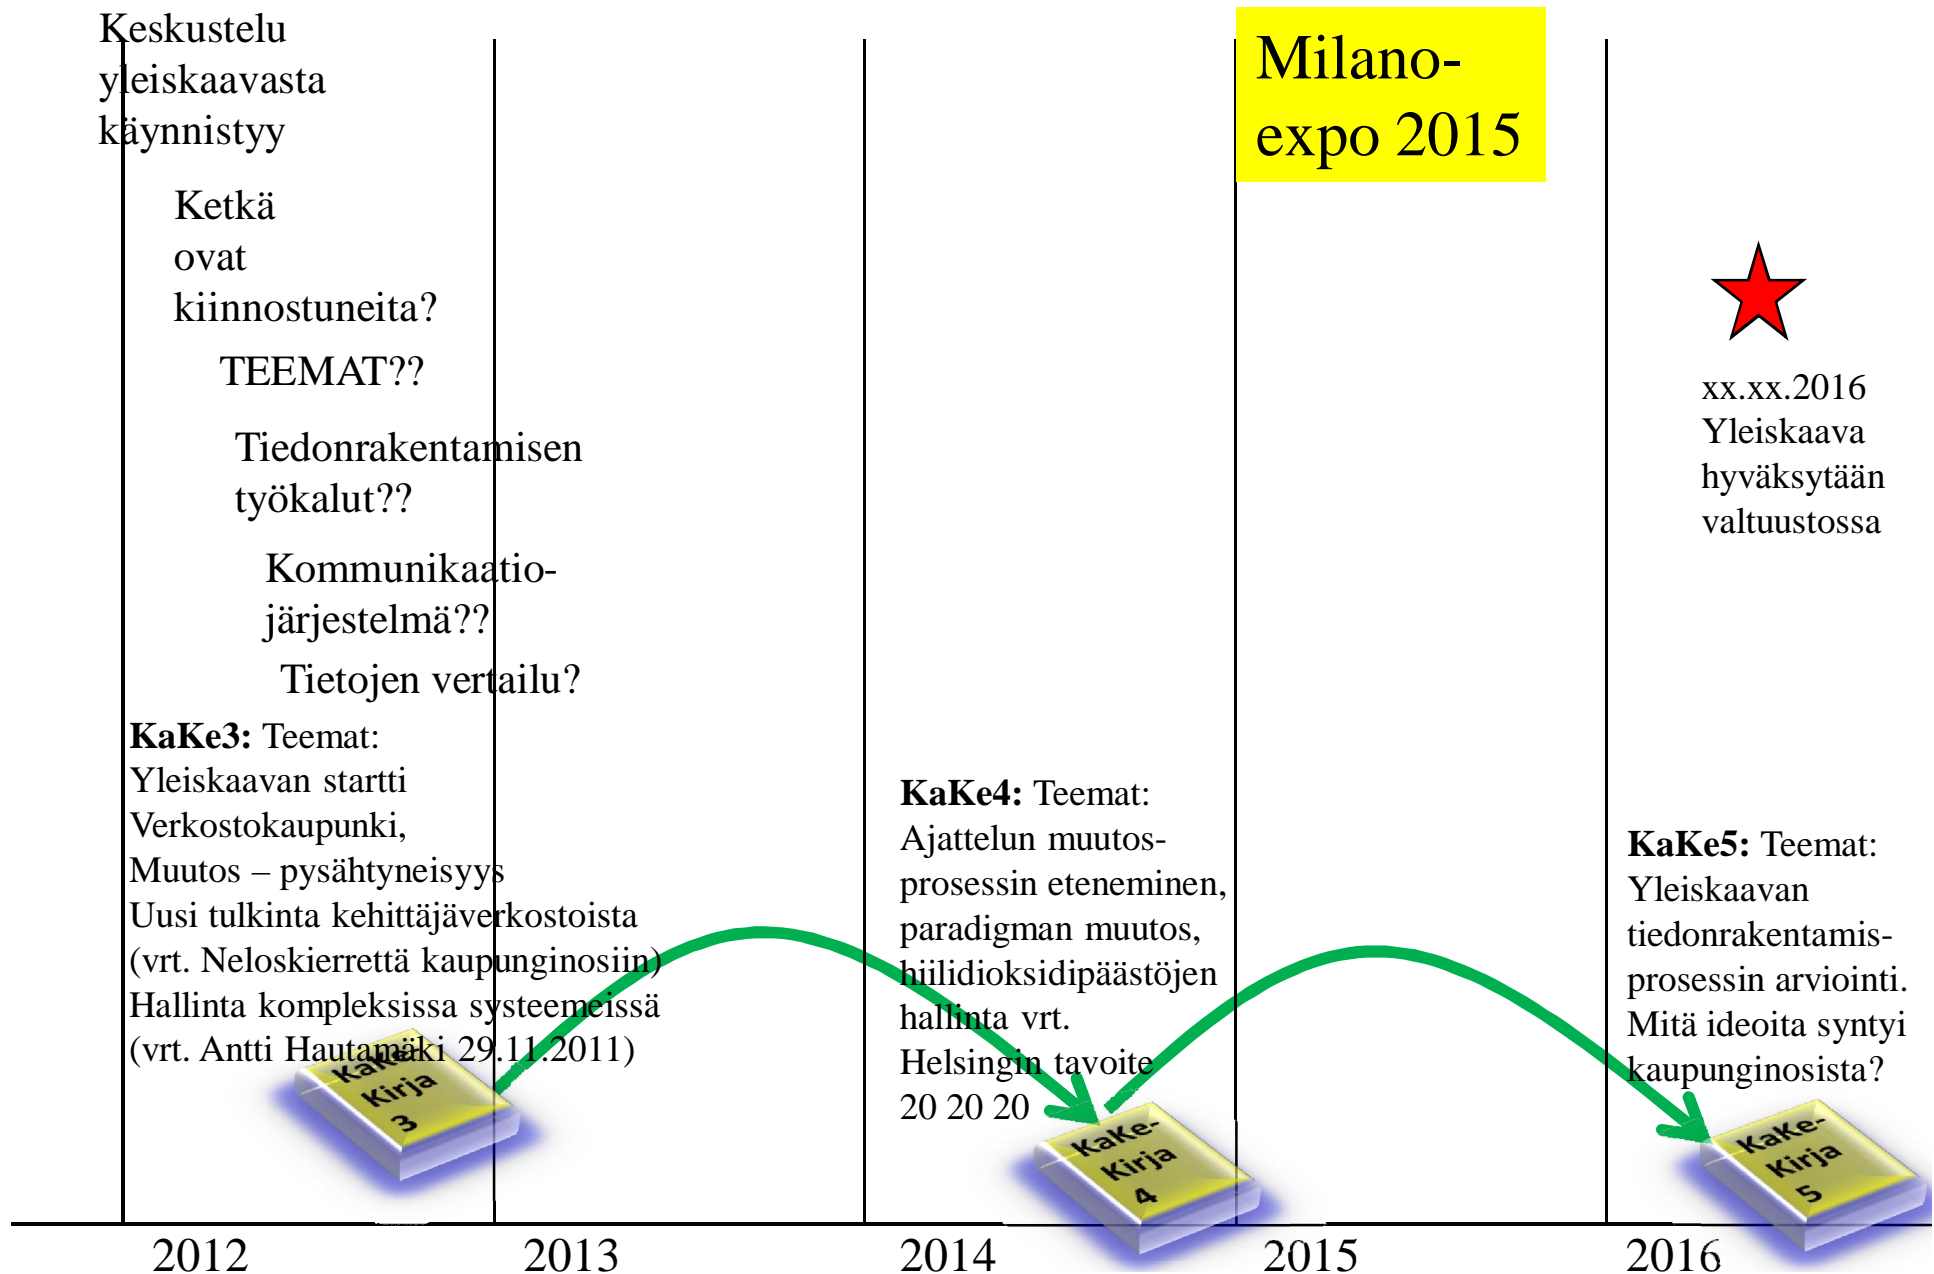 Keskustelu
yleiskaavasta
käynnistyy
Milano-
expo 2015
Ketkä
ovat
kiinnostuneita?
TEEMAT??
Tiedonrakentamisen
työkalut??
Kommunikaatio-
järjestelmä??
Tietojen vertailu?
xx.xx.2016
Yleiskaava
hyväksytään
valtuustossa
KaKe3: Teemat:
Yleiskaavan startti
Verkostokaupunki,
Muutos – pysähtyneisyys
Uusi tulkinta kehittäjäverkostoista
(vrt. Neloskierrettä kaupunginosiin)
Hallinta kompleksissa systeemeissä
(vrt. Antti Hautamäki 29.11.2011)
KaKe-
Kirja
3
KaKe4: Teemat:
Ajattelun muutos-
prosessin eteneminen,
paradigman muutos,
hiilidioksidipäästöjen
hallinta vrt.
Helsingin tavoite
20 20 20
KaKe-
Kirja
4
KaKe5: Teemat:
Yleiskaavan
tiedonrakentamis-
prosessin arviointi.
Mitä ideoita syntyi
kaupunginosista?
KaKe-
Kirja
5
2012
2013
2014
2015
2016